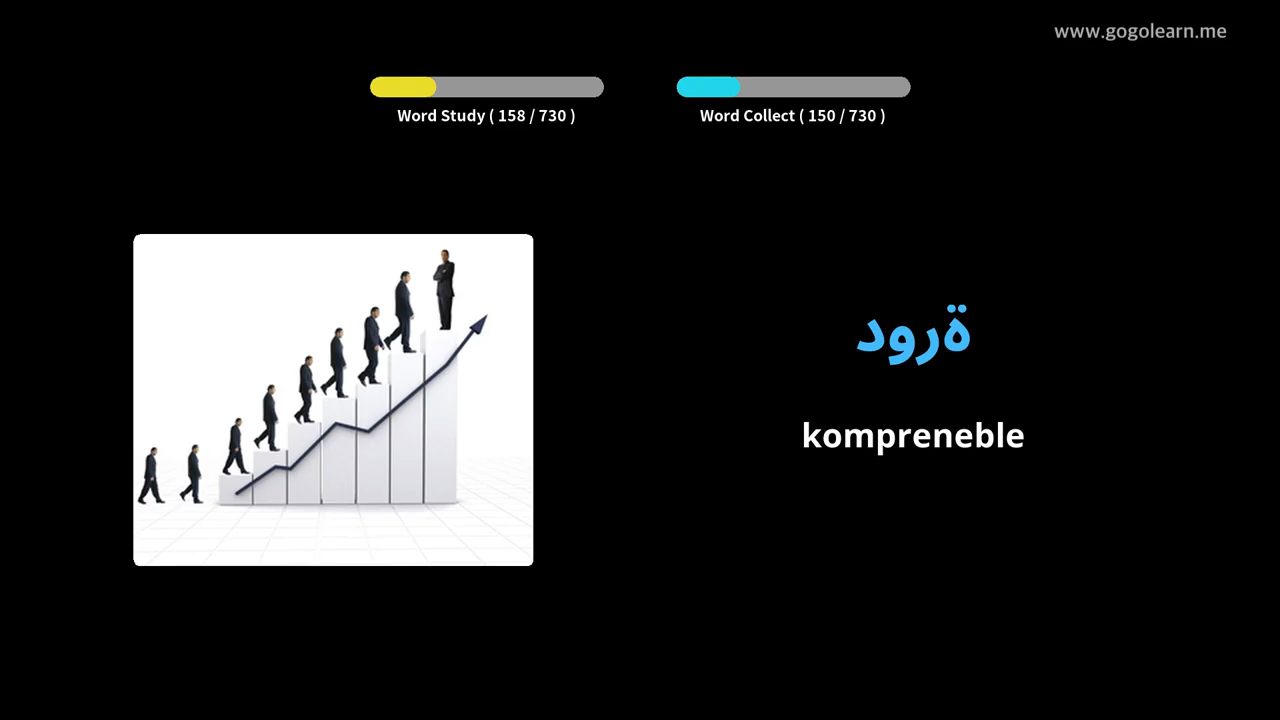 www.gogolearn.me
Word Study ( 158 / 730 )
Word Collect ( 150 / 730 )
ةرود
kompreneble